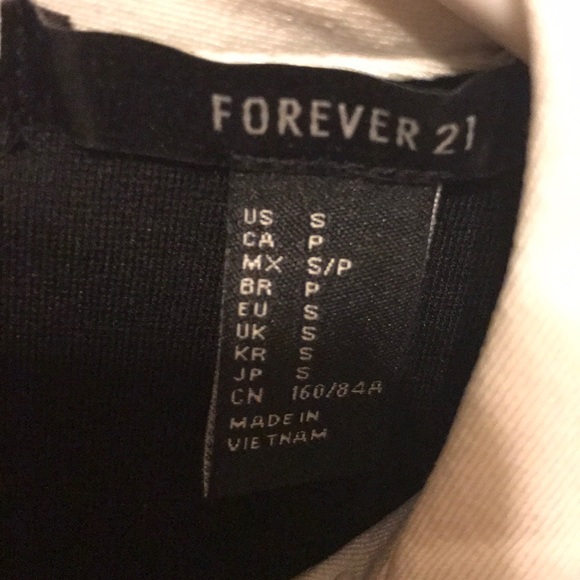 FOREVER 21
US S
CA P
MX S/P
BR P
EU S
UK S
KR S
JP S
CN 160/84A
MADE IN
VIETNAM